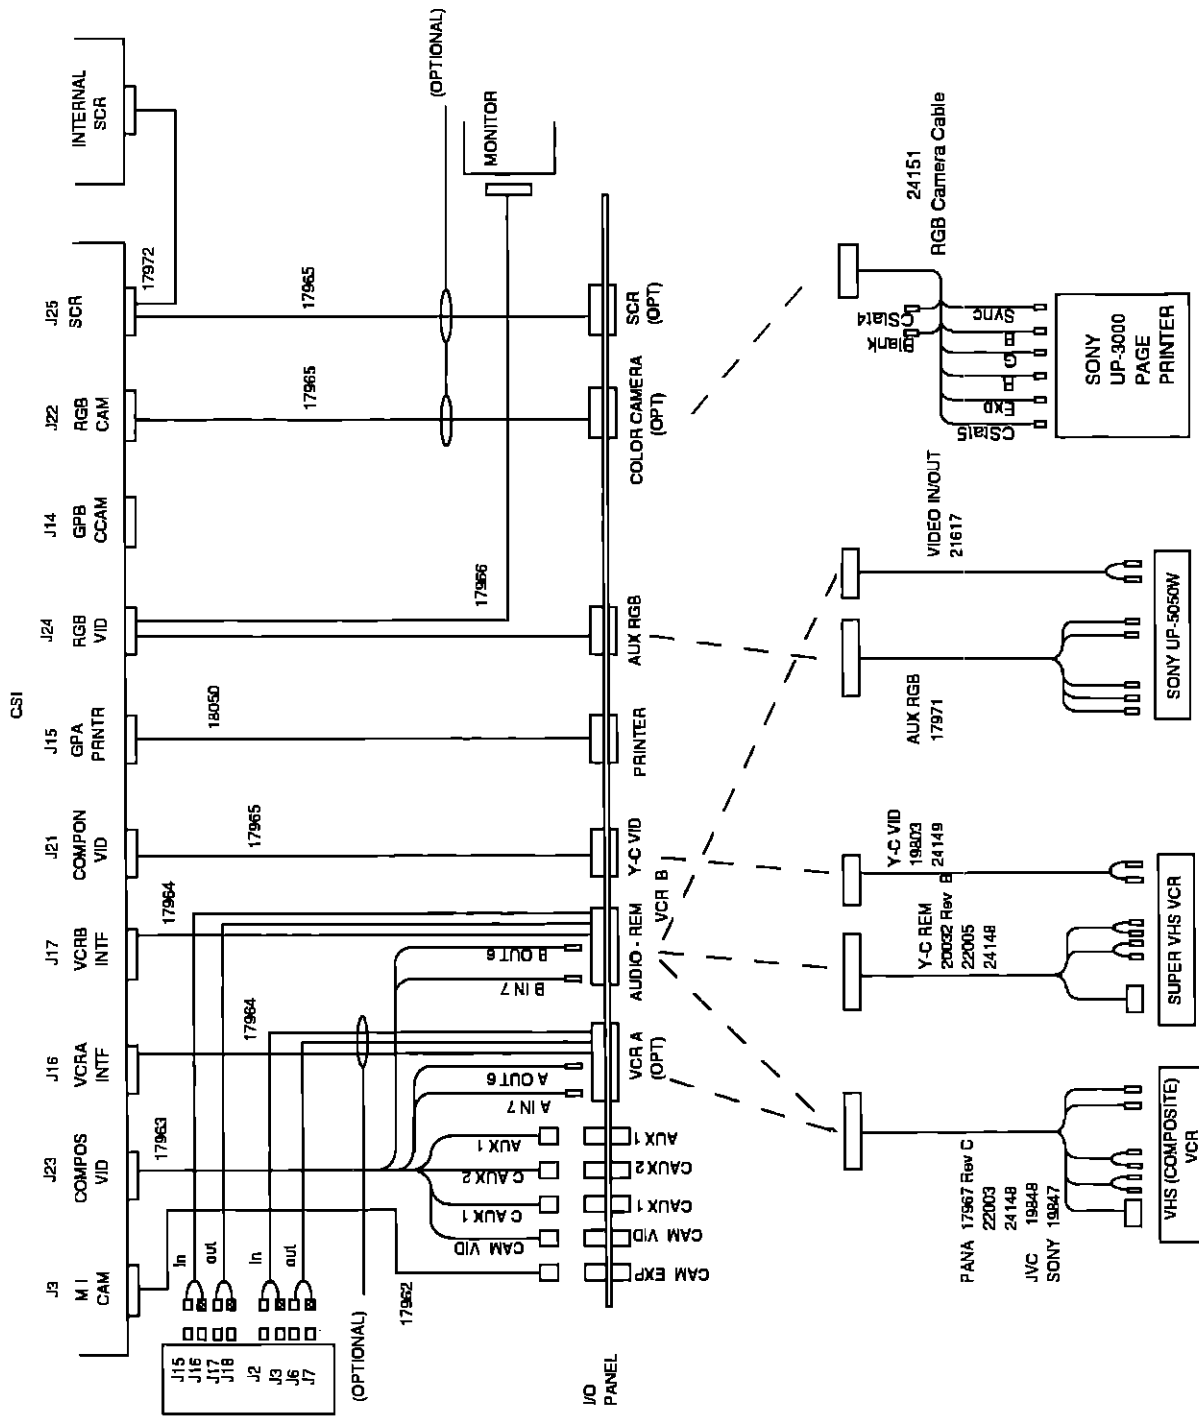 CSI
J3
M I
CAM
J23
COMPOS
VID
J16
VCRA
INTF
J17
VCRB
INTF
J21
COMPON
VID
J15
GPA
PRNTR
J24
RGB
VID
J14
GPB
CCAM
J22
RGB
CAM
J25
SCR
INTERNAL
SCR
17972
17963
17964
17964
17965
18050
17966
17965
17965
(OPTIONAL)
MONITOR
In
out
In
out
J15
J16
J17
J18
J2
J3
J6
J7
(OPTIONAL)
17962
CAM VID
C AUX 1
C AUX 2
AUX 1
A IN 7
A OUT 6
B IN 7
B OUT 6
I/O
PANEL
CAM EXP
CAM VID
CAUX 1
CAUX 2
AUX 1
VCR A
(OPT)
AUDIO - REM
VCR B
Y-C VID
PRINTER
AUX RGB
COLOR CAMERA
(OPT)
SCR
(OPT)
PANA 17967 Rev C
22003
24148
JVC 19848
SONY 19847
VHS (COMPOSITE)
VCR
Y-C REM
20032 Rev B
22005
24148
Y-C VID
19803
24149
SUPER VHS VCR
AUX RGB
17971
VIDEO IN/OUT
21617
SONY UP-5050W
24151
RGB Camera Cable
CStat5
Exp
G
B
Sync
Blank
CStat4
SONY
UP-3000
PAGE
PRINTER